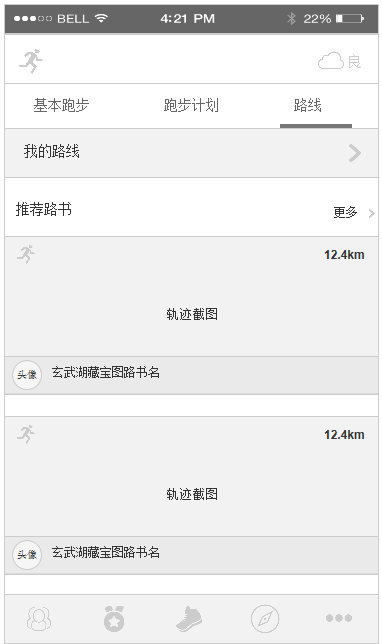 BELL 4:21 PM 22%
良
基本跑步 跑步计划 路线
我的路线
推荐路书 更多
12.4km
轨迹截图
头像 玄武湖藏宝图路书名
12.4km
轨迹截图
头像 玄武湖藏宝图路书名